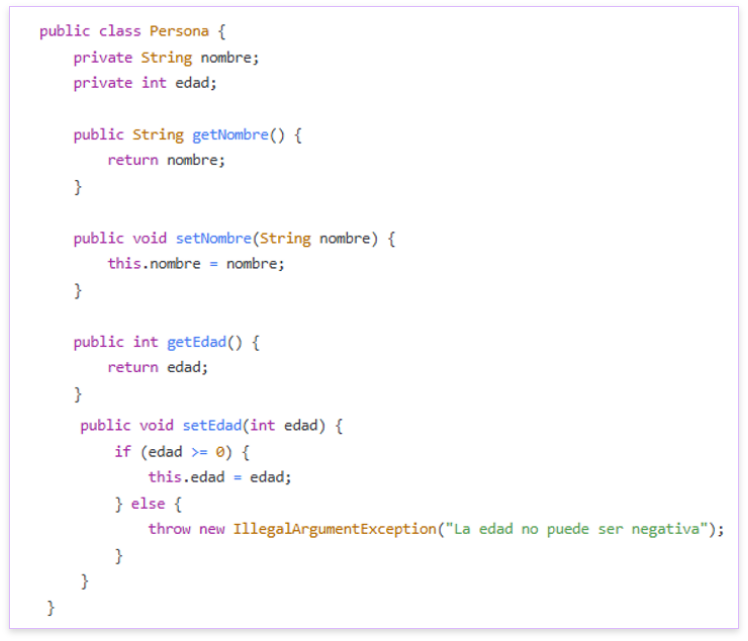 public class Persona {
    private String nombre;
    private int edad;

    public String getNombre() {
        return nombre;
    }

    public void setNombre(String nombre) {
        this.nombre = nombre;
    }

    public int getEdad() {
        return edad;
    }
    public void setEdad(int edad) {
        if (edad >= 0) {
            this.edad = edad;
        } else {
            throw new IllegalArgumentException("La edad no puede ser negativa");
        }
    }
}